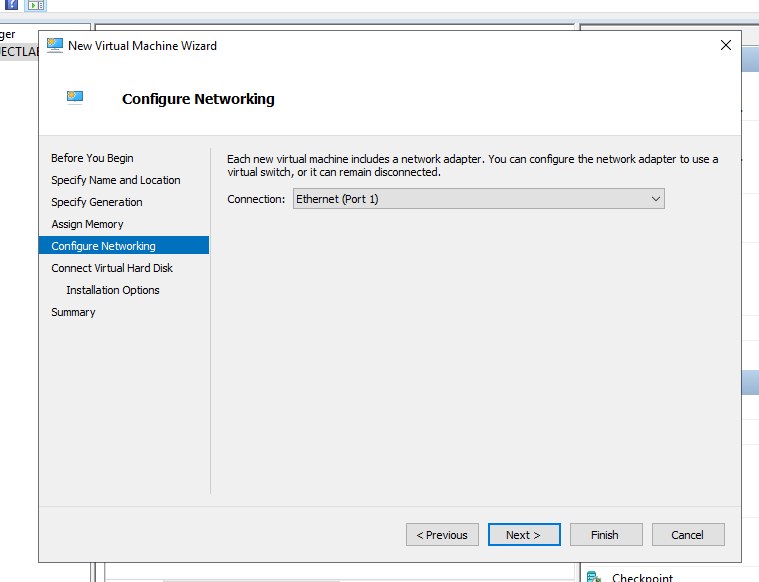 ger
JECTLAB
New Virtual Machine Wizard
Configure Networking
Before You Begin
Specify Name and Location
Specify Generation
Assign Memory
Configure Networking
Connect Virtual Hard Disk
Installation Options
Summary
Each new virtual machine includes a network adapter. You can configure the network adapter to use a
virtual switch, or it can remain disconnected.
Connection: Ethernet (Port 1)
< Previous
Next >
Finish
Cancel
Checkpoint